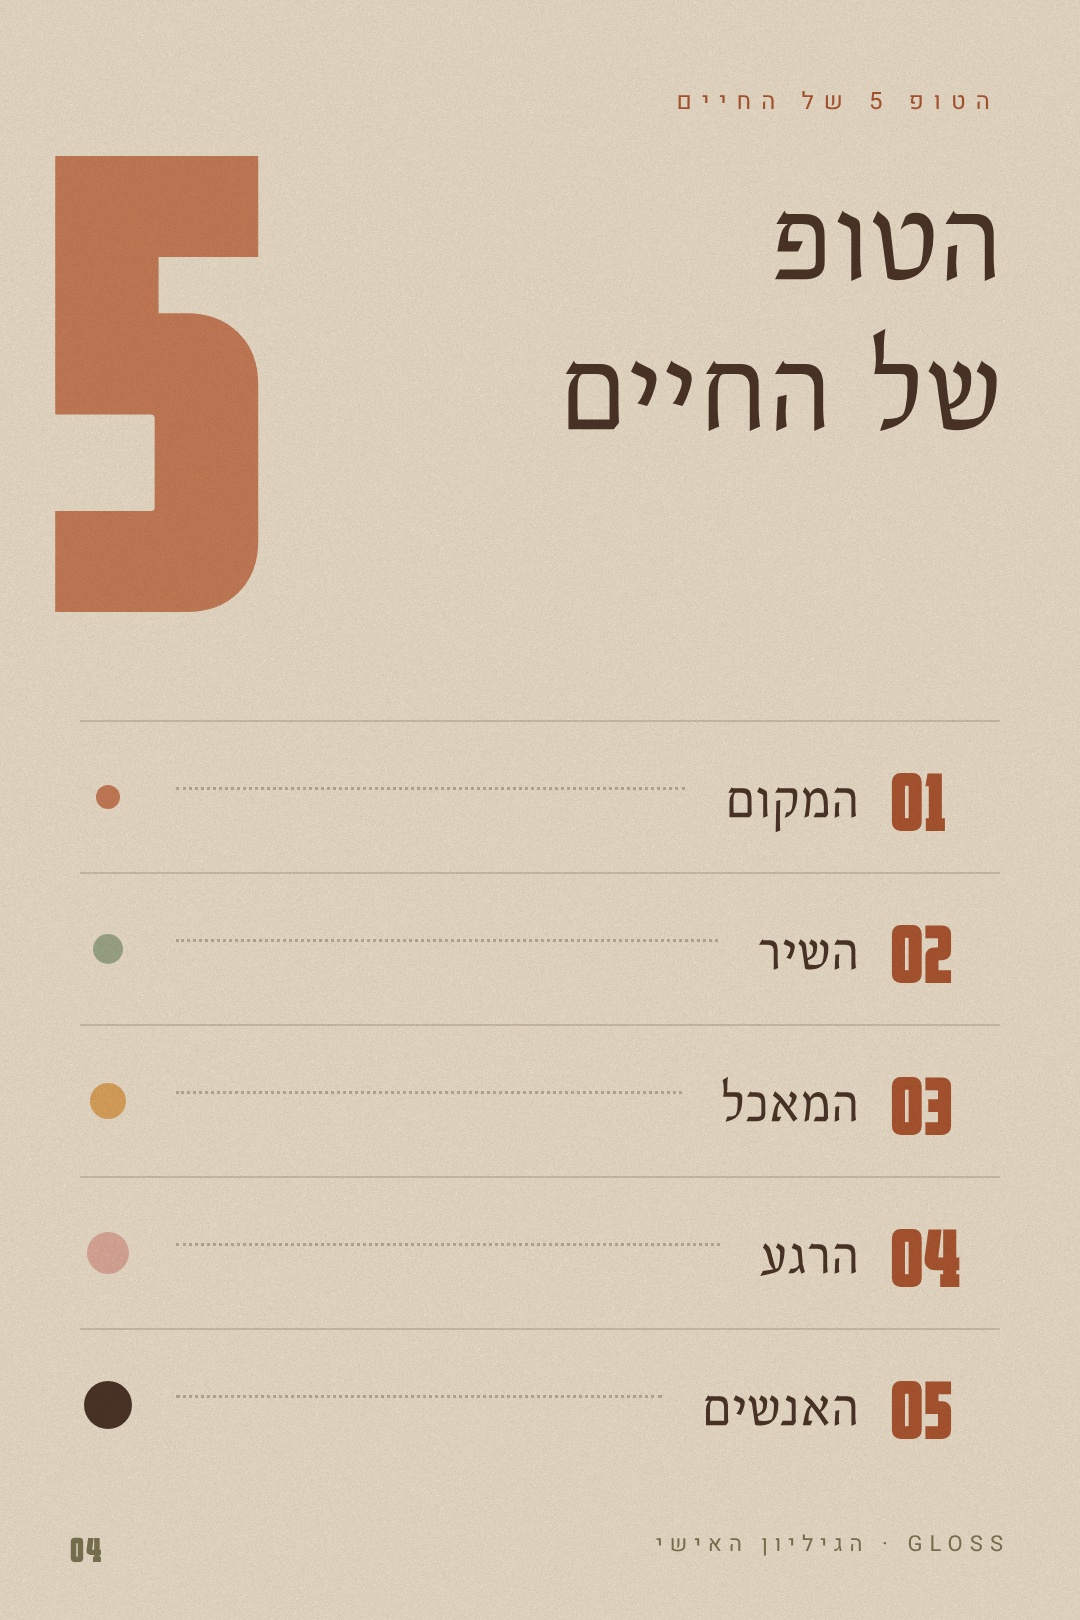 הטופ 5 של החיים
הטופ
5
של החיים
01 המקום
02 השיר
03 המאכל
04 הרגע
05 האנשים
GLOSS · הגיליון האישי
04